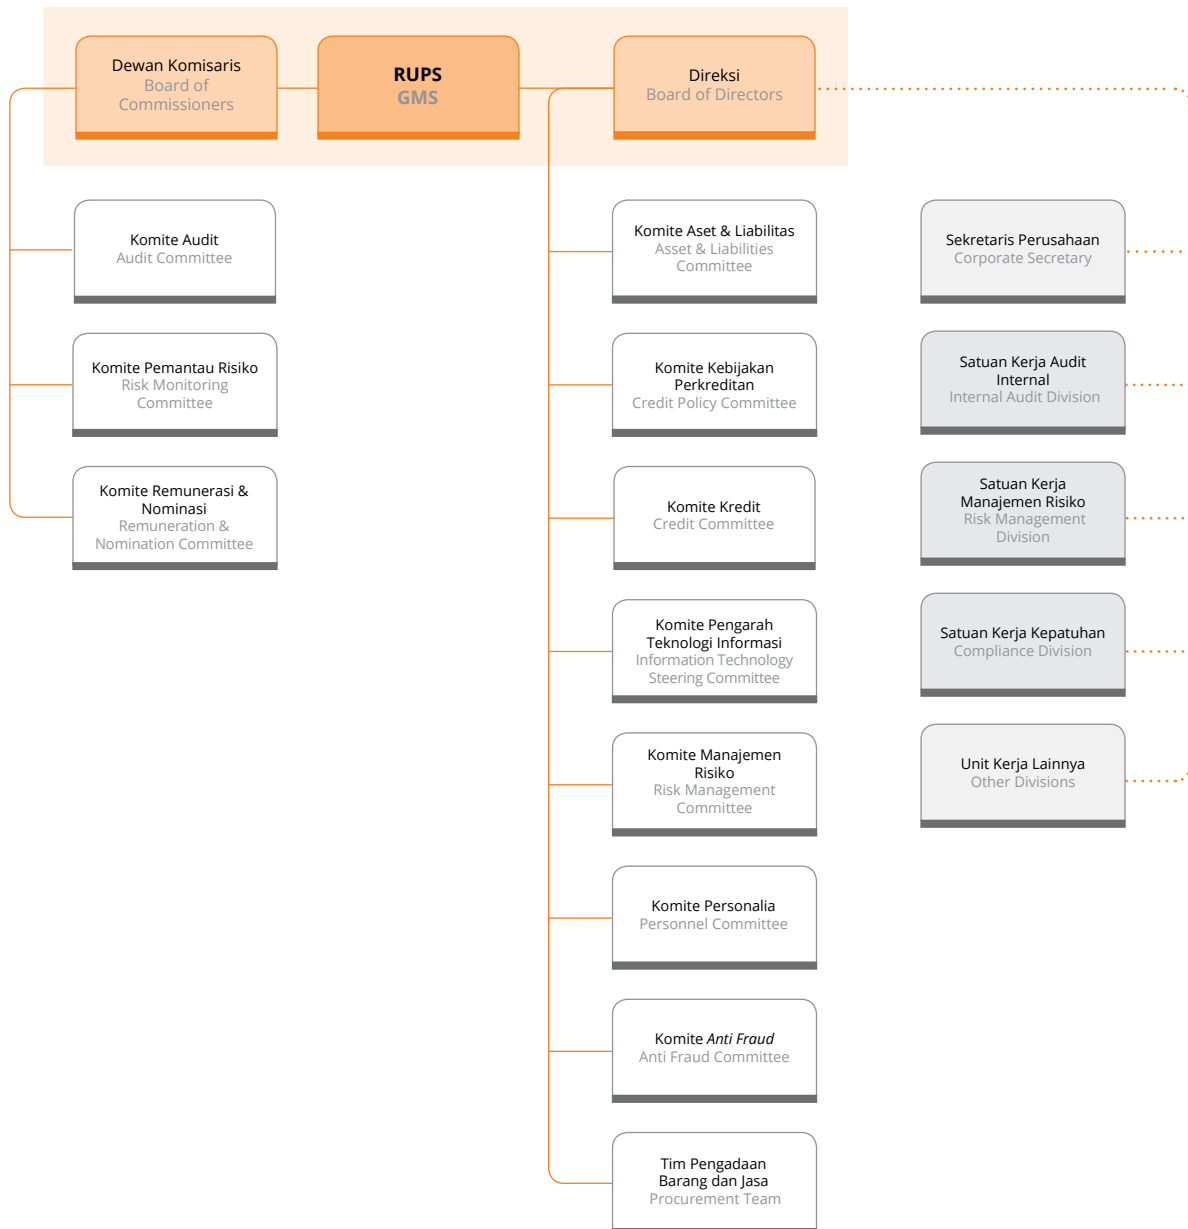 Dewan Komisaris
Board of
Commissioners
RUPS
GMS
Direksi
Board of Directors
Komite Audit
Audit Committee
Komite Pemantau Risiko
Risk Monitoring
Committee
Komite Remunerasi &
Nominasi
Remuneration &
Nomination Committee
Komite Aset & Liabilitas
Asset & Liabilities
Committee
Komite Kebijakan
Perkreditan
Credit Policy Committee
Komite Kredit
Credit Committee
Komite Pengarah
Teknologi Informasi
Information Technology
Steering Committee
Komite Manajemen
Risiko
Risk Management
Committee
Komite Personalia
Personnel Committee
Komite Anti Fraud
Anti Fraud Committee
Tim Pengadaan
Barang dan Jasa
Procurement Team
Sekretaris Perusahaan
Corporate Secretary
Satuan Kerja Audit
Internal
Internal Audit Division
Satuan Kerja
Manajemen Risiko
Risk Management
Division
Satuan Kerja Kepatuhan
Compliance Division
Unit Kerja Lainnya
Other Divisions